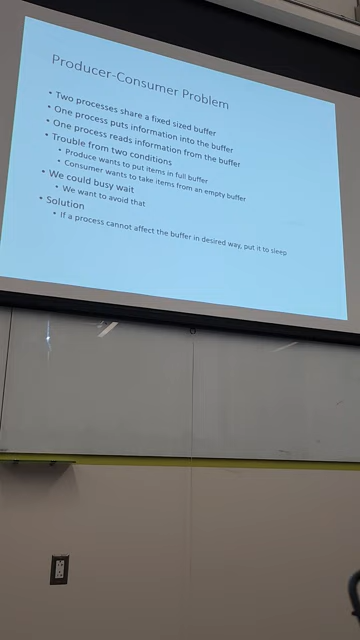 Producer-Consumer Problem
• Two processes share a fixed sized buffer
• One process puts information into the buffer
• One process reads information from the buffer
• Trouble from two conditions
• Produce wants to put items in full buffer
• Consumer wants to take items from an empty buffer
• We could busy wait
• We want to avoid that
• Solution
• If a process cannot affect the buffer in desired way, put it to sleep